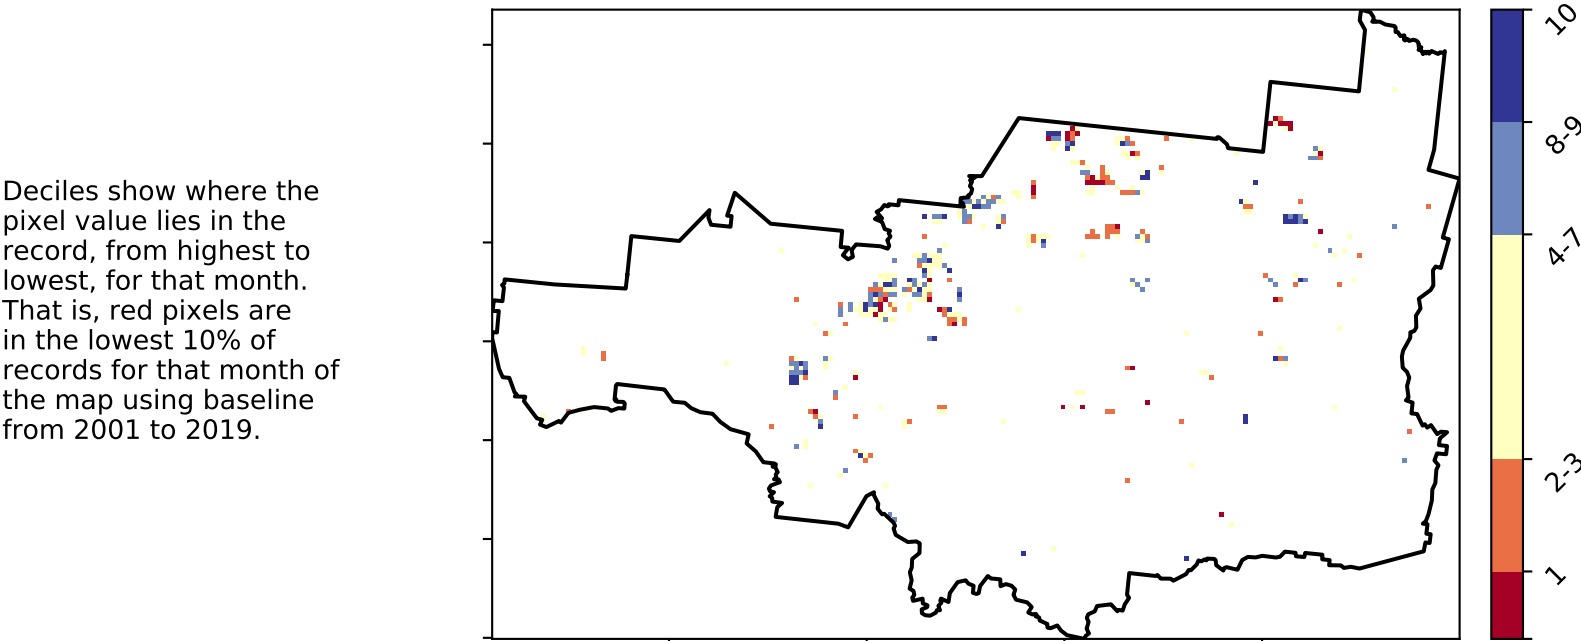 Deciles show where the
pixel value lies in the
record, from highest to
lowest, for that month.
That is, red pixels are
in the lowest 10% of
records for that month of
the map using baseline
from 2001 to 2019.
10
8-9
4-7
2-3
1